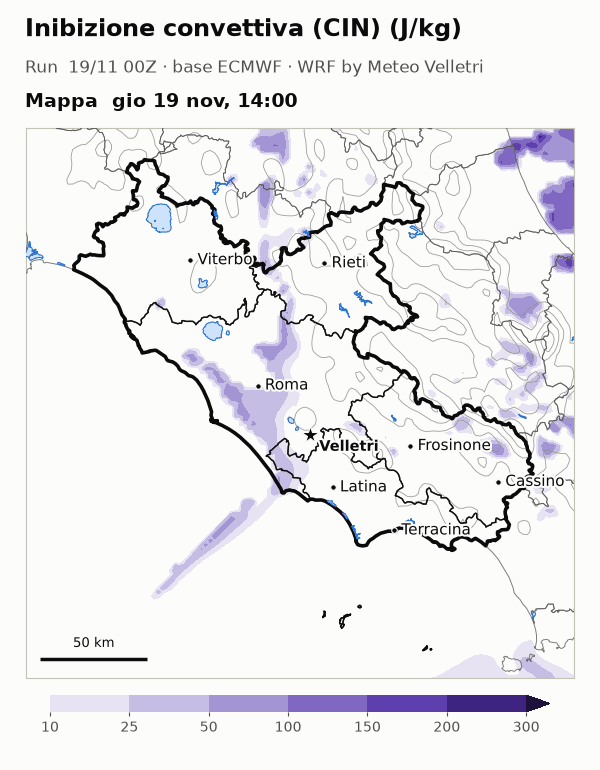 Inibizione convettiva (CIN) (J/kg)
Run  19/11 00Z · base ECMWF · WRF by Meteo Velletri
Mappa  gio 19 nov, 14:00
Viterbo
Rieti
Roma
Velletri
Frosinone
Latina
Cassino
Terracina
50 km
10 25 50 100 150 200 300